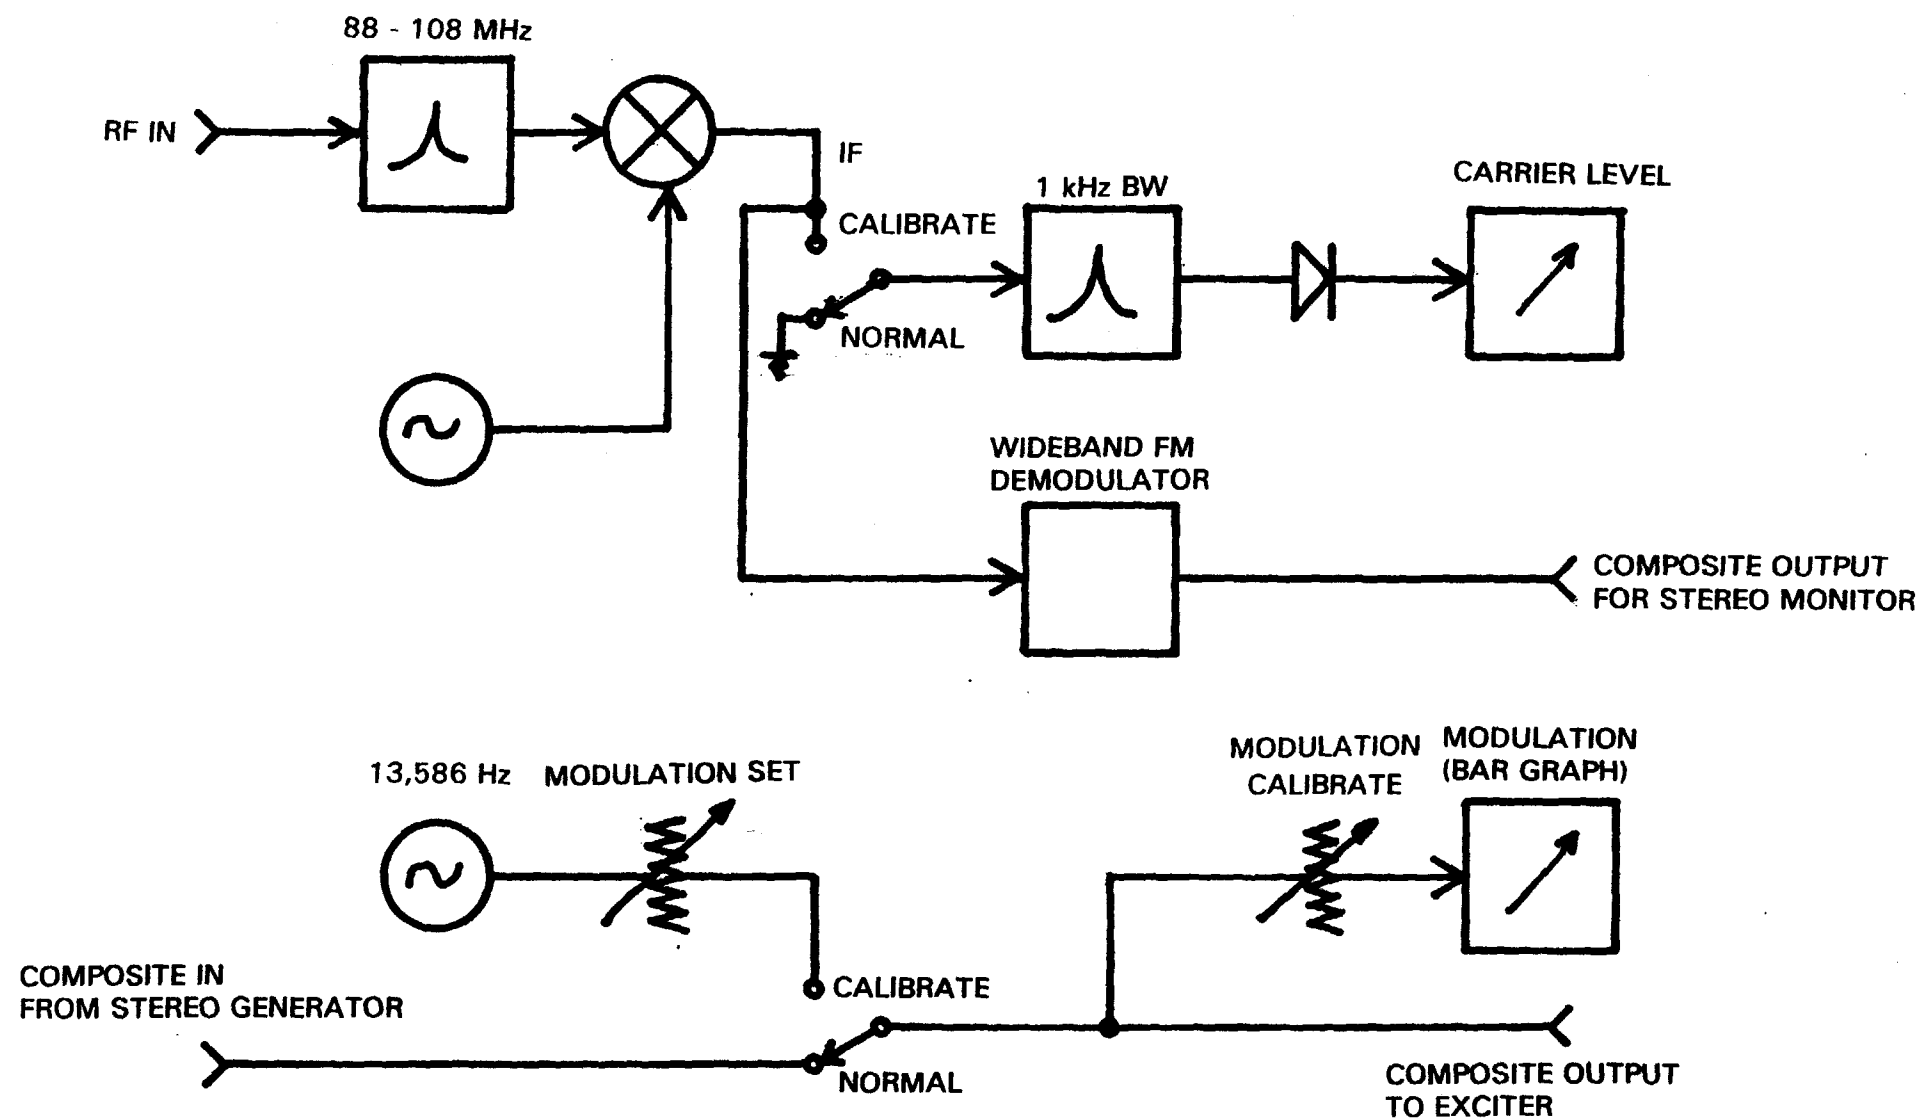 88 - 108 MHz
RF IN
IF
CALIBRATE
NORMAL
1 kHz BW
CARRIER LEVEL
WIDEBAND FM
DEMODULATOR
COMPOSITE OUTPUT
FOR STEREO MONITOR
13,586 Hz
MODULATION SET
MODULATION
CALIBRATE
MODULATION
(BAR GRAPH)
COMPOSITE IN
FROM STEREO GENERATOR
CALIBRATE
NORMAL
COMPOSITE OUTPUT
TO EXCITER